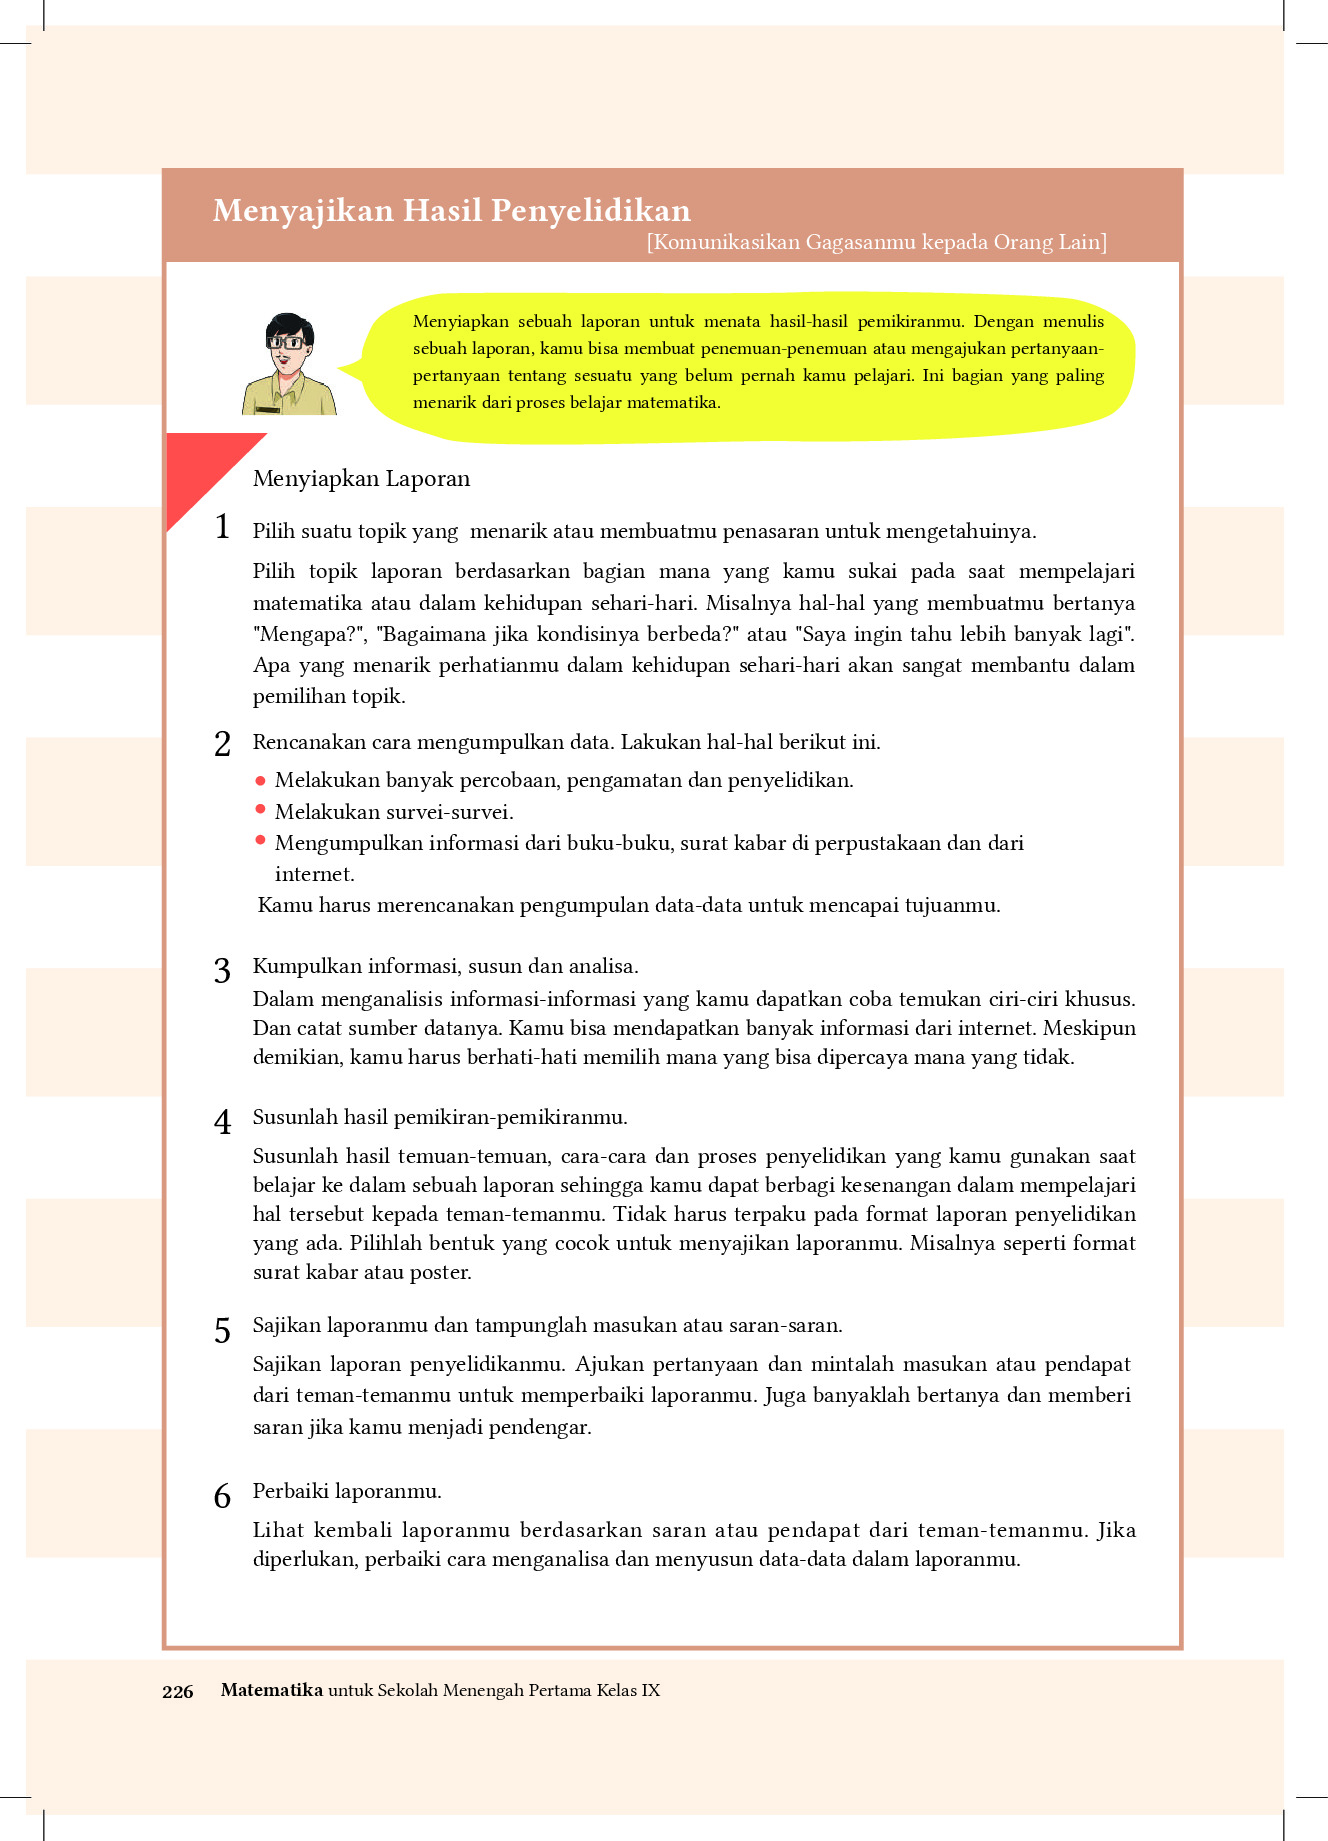 Menyajikan Hasil Penyelidikan
[Komunikasikan Gagasanmu kepada Orang Lain]
Menyiapkan sebuah laporan untuk menata hasil-hasil pemikiranmu. Dengan menulis
sebuah laporan, kamu bisa membuat penemuan-penemuan atau mengajukan pertanyaan-
pertanyaan tentang sesuatu yang belum pernah kamu pelajari. Ini bagian yang paling
menarik dari proses belajar matematika.
Menyiapkan Laporan
1 Pilih suatu topik yang menarik atau membuatmu penasaran untuk mengetahuinya.
Pilih topik laporan berdasarkan bagian mana yang kamu sukai pada saat mempelajari
matematika atau dalam kehidupan sehari-hari. Misalnya hal-hal yang membuatmu bertanya
"Mengapa?", "Bagaimana jika kondisinya berbeda?" atau "Saya ingin tahu lebih banyak lagi".
Apa yang menarik perhatianmu dalam kehidupan sehari-hari akan sangat membantu dalam
pemilihan topik.
2 Rencanakan cara mengumpulkan data. Lakukan hal-hal berikut ini.
• Melakukan banyak percobaan, pengamatan dan penyelidikan.
• Melakukan survei-survei.
• Mengumpulkan informasi dari buku-buku, surat kabar di perpustakaan dan dari
internet.
Kamu harus merencanakan pengumpulan data-data untuk mencapai tujuanmu.
3 Kumpulkan informasi, susun dan analisa.
Dalam menganalisis informasi-informasi yang kamu dapatkan coba temukan ciri-ciri khusus.
Dan catat sumber datanya. Kamu bisa mendapatkan banyak informasi dari internet. Meskipun
demikian, kamu harus berhati-hati memilih mana yang bisa dipercaya mana yang tidak.
4 Susunlah hasil pemikiran-pemikiranmu.
Susunlah hasil temuan-temuan, cara-cara dan proses penyelidikan yang kamu gunakan saat
belajar ke dalam sebuah laporan sehingga kamu dapat berbagi kesenangan dalam mempelajari
hal tersebut kepada teman-temanmu. Tidak harus terpaku pada format laporan penyelidikan
yang ada. Pilihlah bentuk yang cocok untuk menyajikan laporanmu. Misalnya seperti format
surat kabar atau poster.
5 Sajikan laporanmu dan tampunglah masukan atau saran-saran.
Sajikan laporan penyelidikanmu. Ajukan pertanyaan dan mintalah masukan atau pendapat
dari teman-temanmu untuk memperbaiki laporanmu. Juga banyaklah bertanya dan memberi
saran jika kamu menjadi pendengar.
6 Perbaiki laporanmu.
Lihat kembali laporanmu berdasarkan saran atau pendapat dari teman-temanmu. Jika
diperlukan, perbaiki cara menganalisa dan menyusun data-data dalam laporanmu.
226 Matematika untuk Sekolah Menengah Pertama Kelas IX